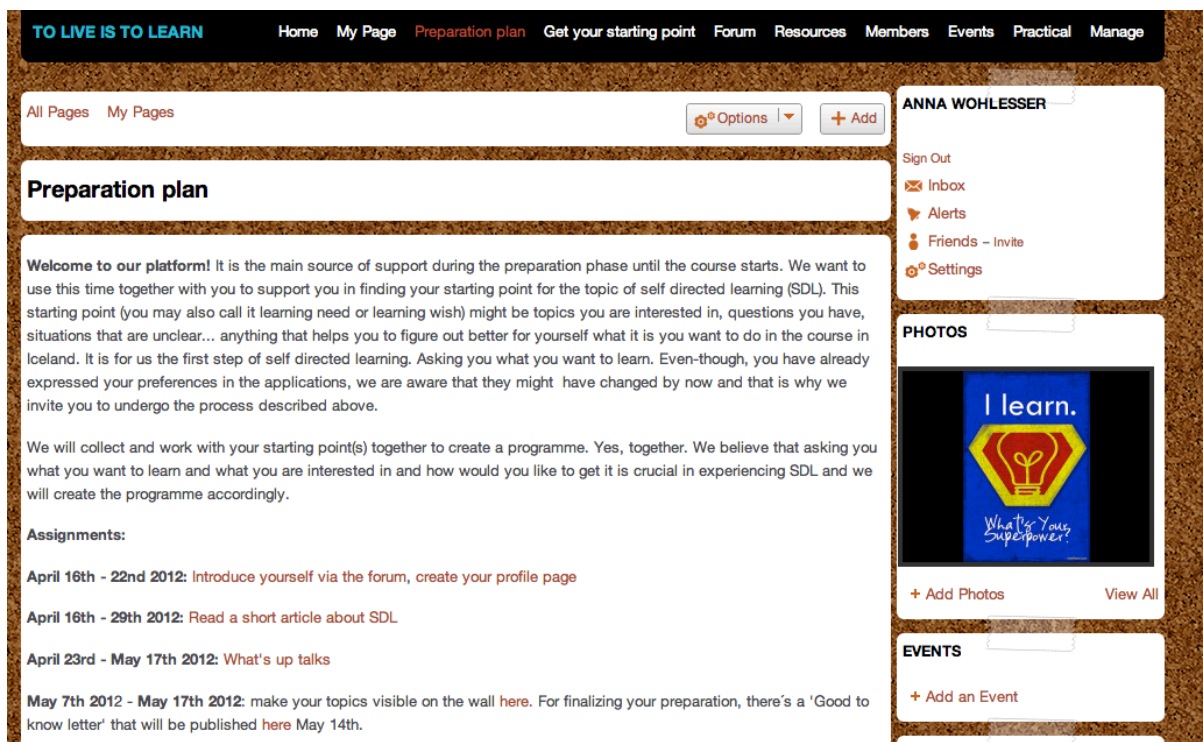 TO LIVE IS TO LEARN
Home My Page Preparation plan Get your starting point Forum Resources Members Events Practical Manage
All Pages My Pages
Options + Add
Preparation plan
Welcome to our platform! It is the main source of support during the preparation phase until the course starts. We want to
use this time together with you to support you in finding your starting point for the topic of self directed learning (SDL). This
starting point (you may also call it learning need or learning wish) might be topics you are interested in, questions you have,
situations that are unclear... anything that helps you to figure out better for yourself what it is you want to do in the course in
Iceland. It is for us the first step of self directed learning. Asking you what you want to learn. Even-though, you have already
expressed your preferences in the applications, we are aware that they might  have changed by now and that is why we
invite you to undergo the process described above.
We will collect and work with your starting point(s) together to create a programme. Yes, together. We believe that asking you
what you want to learn and what you are interested in and how would you like to get it is crucial in experiencing SDL and we
will create the programme accordingly.
Assignments:
April 16th - 22nd 2012: Introduce yourself via the forum, create your profile page
April 16th - 29th 2012: Read a short article about SDL
April 23rd - May 17th 2012: What's up talks
May 7th 2012 - May 17th 2012: make your topics visible on the wall here. For finalizing your preparation, there´s a 'Good to
know letter' that will be published here May 14th.
ANNA WOHLESSER
Sign Out
Inbox
Alerts
Friends – Invite
Settings
PHOTOS
I learn.
What's Your
Superpower?
+ Add Photos View All
EVENTS
+ Add an Event